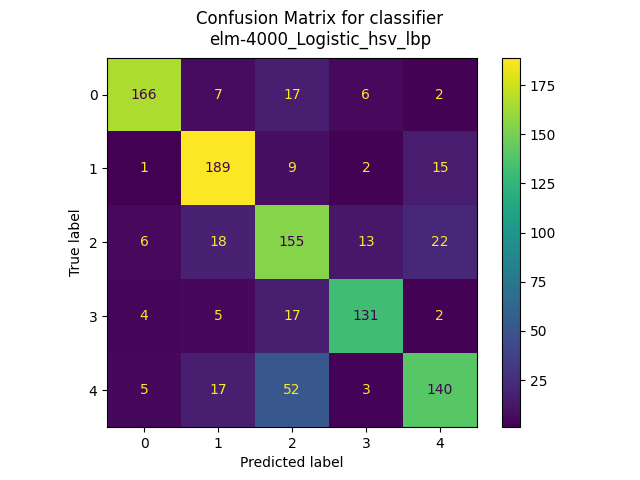 Confusion Matrix for classifier
elm-4000_Logistic_hsv_lbp
True label
0 166 7 17 6 2
1 1 189 9 2 15
2 6 18 155 13 22
3 4 5 17 131 2
4 5 17 52 3 140
0 1 2 3 4
Predicted label
175
150
125
100
75
50
25